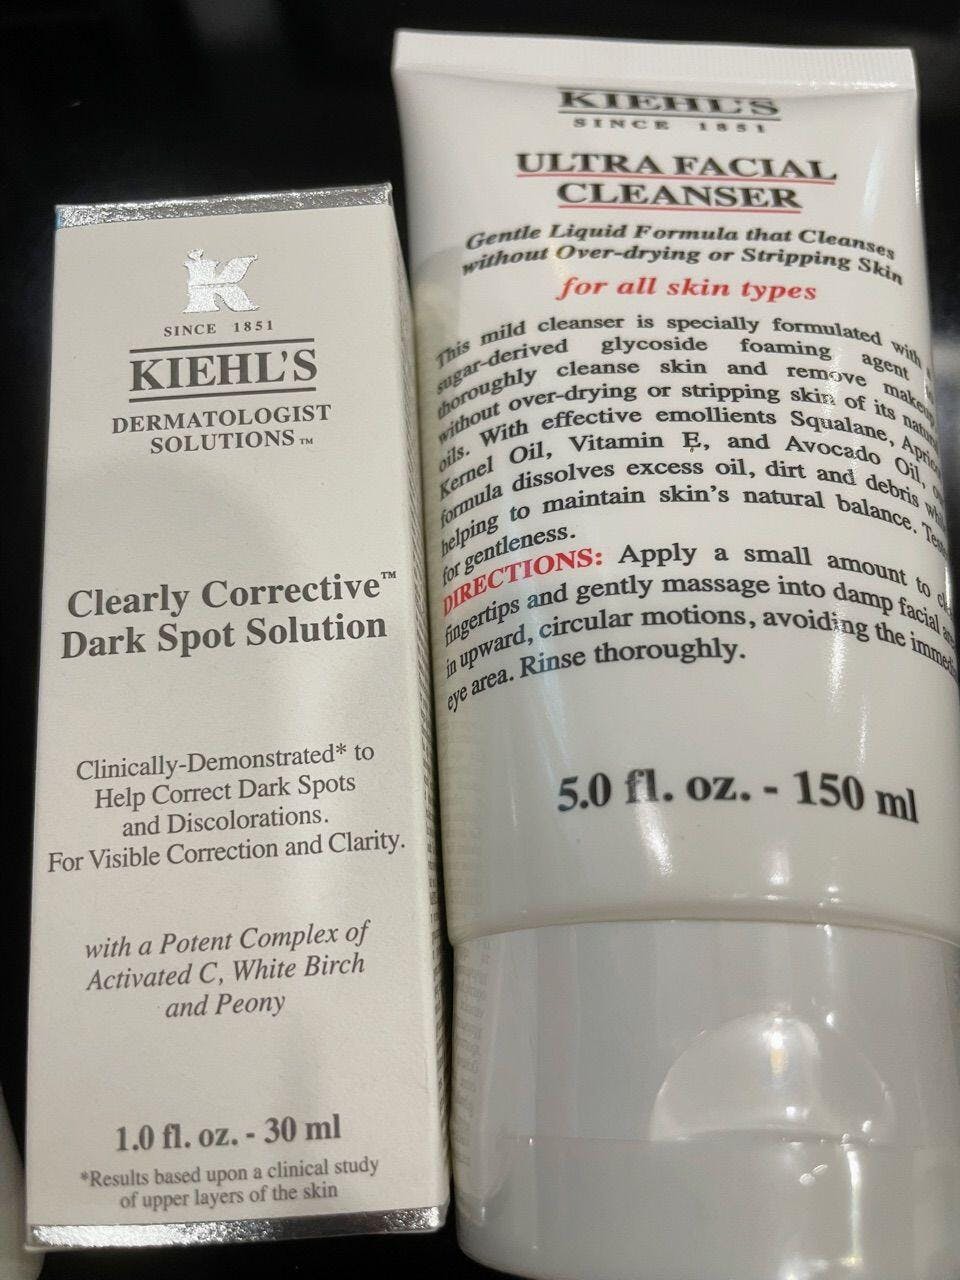 SINCE 1851
KIEHL'S
DERMATOLOGIST
SOLUTIONS™
Clearly Corrective™
Dark Spot Solution
Clinically-Demonstrated* to
Help Correct Dark Spots
and Discolorations.
For Visible Correction and Clarity.
with a Potent Complex of
Activated C, White Birch
and Peony
1.0 fl. oz. - 30 ml
*Results based upon a clinical study
of upper layers of the skin
KIEHL'S
SINCE 1851
ULTRA FACIAL
CLEANSER
Gentle Liquid Formula that Cleanses
without Over-drying or Stripping Skin
for all skin types
This mild cleanser is specially formulated with
sugar-derived glycoside foaming agent
thoroughly cleanse skin and remove makeup
without over-drying or stripping skin of its
oils. With effective emollients Squalane,
Kernel Oil, Vitamin E, and Avocado Oil,
formula dissolves excess oil, dirt and debris
helping to maintain skin's natural balance.
for gentleness.
DIRECTIONS: Apply a small amount to
fingertips and gently massage into damp facial
in upward, circular motions, avoiding the
eye area. Rinse thoroughly.
5.0 fl. oz. - 150 ml